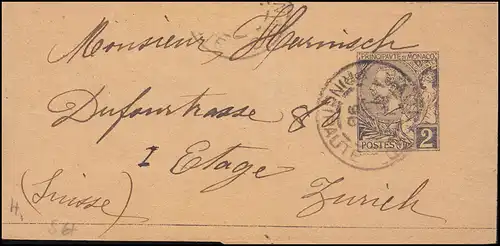 Monsieur Harnisch
PRINCIPAUTÉ DE MONACO
Dufourstrasse 8
POSTES 2
I Etage
(Suisse) Zurich
H.